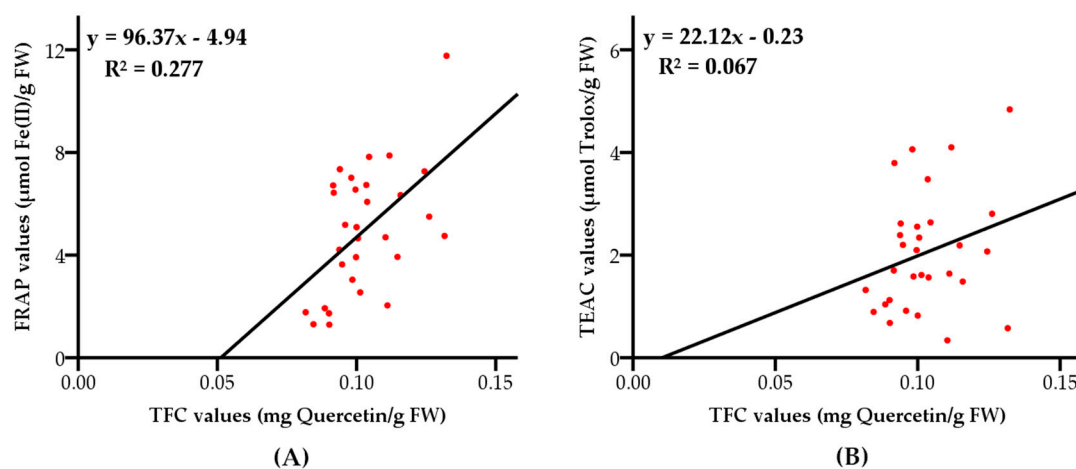 y = 96.37x - 4.94
R² = 0.277
FRAP values (μmol Fe(II)/g FW)
12
8
4
0
0.00 0.05 0.10 0.15
TFC values (mg Quercetin/g FW)
(A)
y = 22.12x - 0.23
R² = 0.067
TEAC values (μmol Trolox/g FW)
6
4
2
0
0.00 0.05 0.10 0.15
TFC values (mg Quercetin/g FW)
(B)